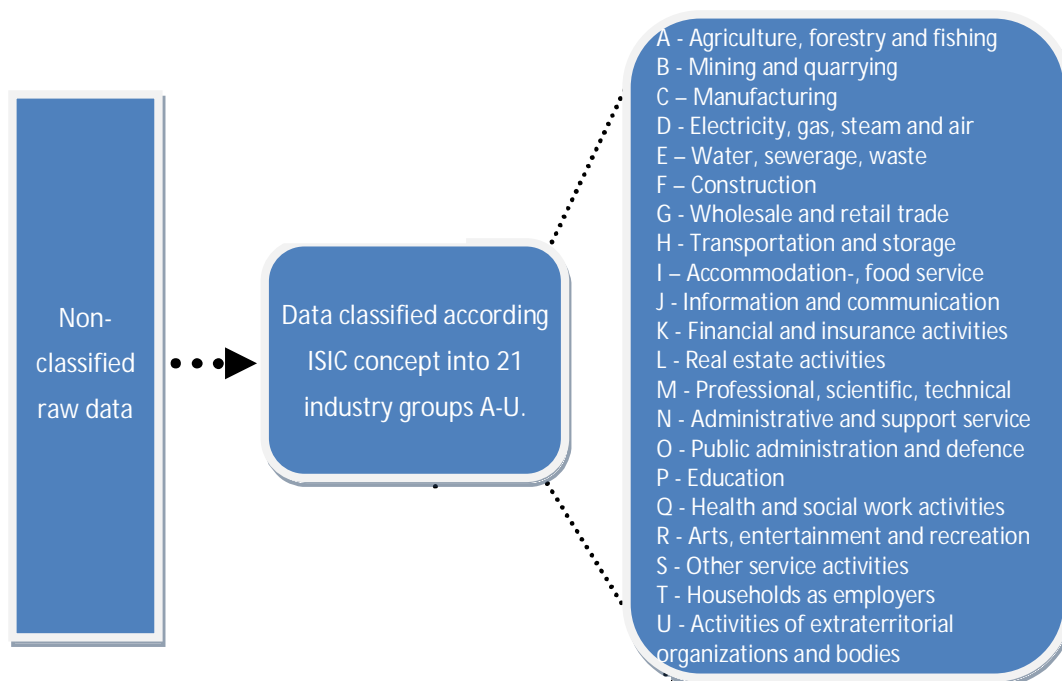 Non-
classified
raw data
Data classified according
ISIC concept into 21
industry groups A-U.
A - Agriculture, forestry and fishing
B - Mining and quarrying
C – Manufacturing
D - Electricity, gas, steam and air
E – Water, sewerage, waste
F – Construction
G - Wholesale and retail trade
H - Transportation and storage
I – Accommodation-, food service
J - Information and communication
K - Financial and insurance activities
L - Real estate activities
M - Professional, scientific, technical
N - Administrative and support service
O - Public administration and defence
P - Education
Q - Health and social work activities
R - Arts, entertainment and recreation
S - Other service activities
T - Households as employers
U - Activities of extraterritorial
organizations and bodies